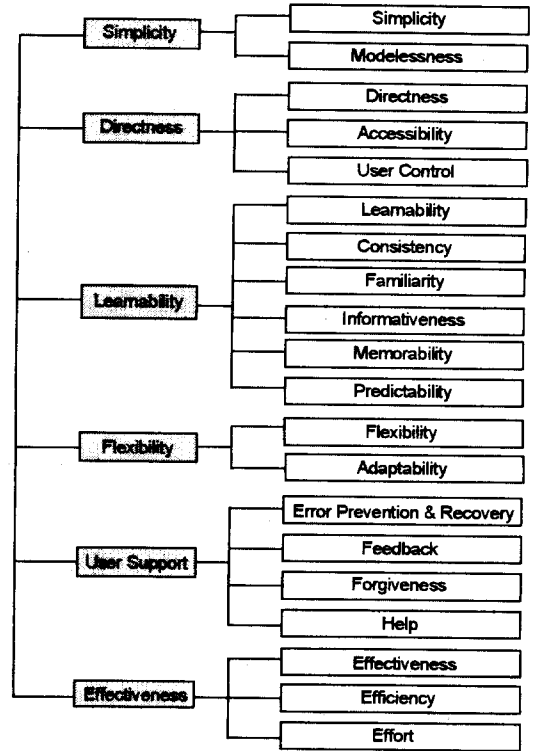 Simplicity
Simplicity
Modelessness
Directness
Directness
Accessibility
User Control
Learnability
Learnability
Consistency
Familiarity
Informativeness
Memorability
Predictability
Flexibility
Flexibility
Adaptability
User Support
Error Prevention & Recovery
Feedback
Forgiveness
Help
Effectiveness
Effectiveness
Efficiency
Effort